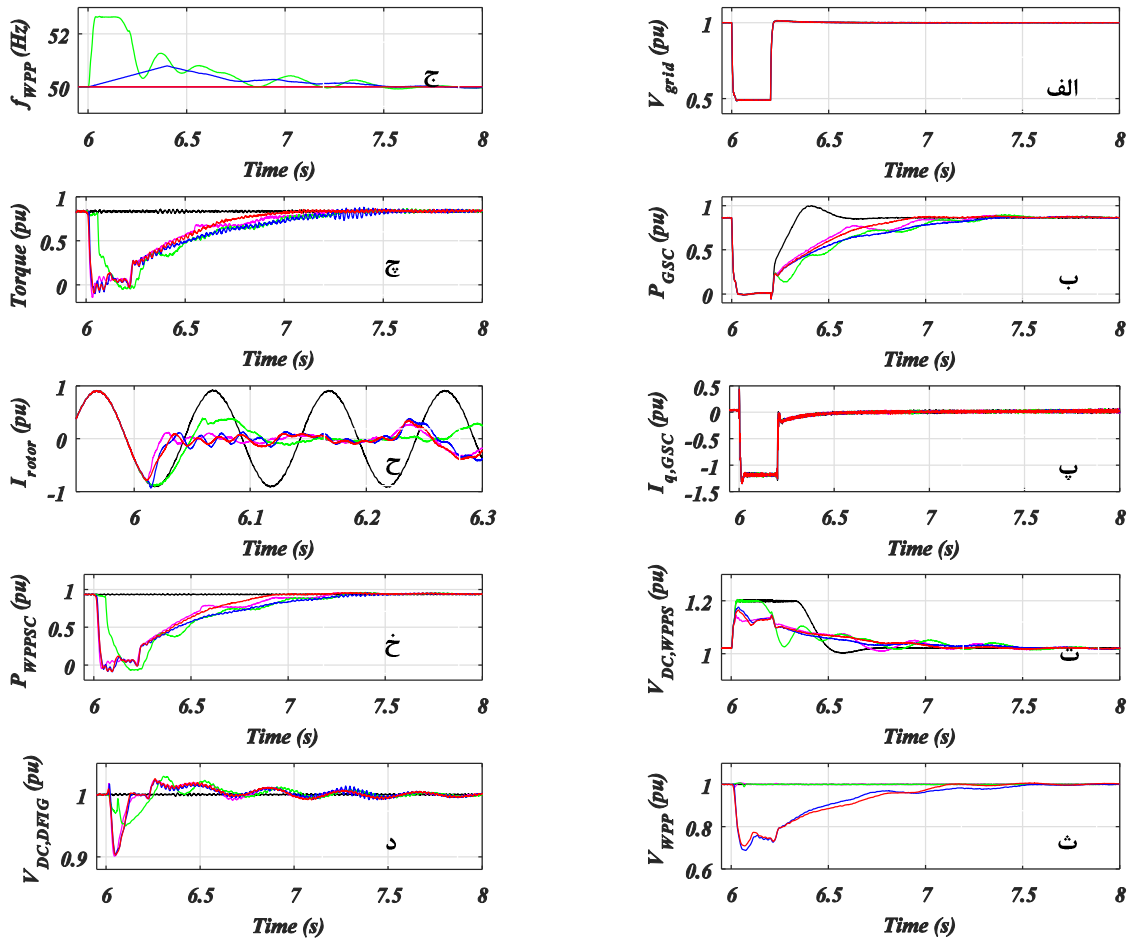 52
50
f_WPP (Hz)
ج
6 6.5 7 7.5 8
Time (s)
1
0.5
V_grid (pu)
الف
6 6.5 7 7.5 8
Time (s)
1
0.5
0
Torque (pu)
چ
6 6.5 7 7.5 8
Time (s)
1
0.5
0
P_GSC (pu)
ب
6 6.5 7 7.5 8
Time (s)
1
0
-1
I_rotor (pu)
ح
6 6.1 6.2 6.3
Time (s)
0.5
0
-0.5
-1
-1.5
I_q,GSC (pu)
پ
6 6.5 7 7.5 8
Time (s)
1
0.5
0
P_WPPSC (pu)
خ
6 6.5 7 7.5 8
Time (s)
1.2
1
V_DC,WPPS (pu)
ت
6 6.5 7 7.5 8
Time (s)
1
0.9
V_DC,DFIG (pu)
د
6 6.5 7 7.5 8
Time (s)
1
0.8
0.6
V_WPP (pu)
ث
6 6.5 7 7.5 8
Time (s)